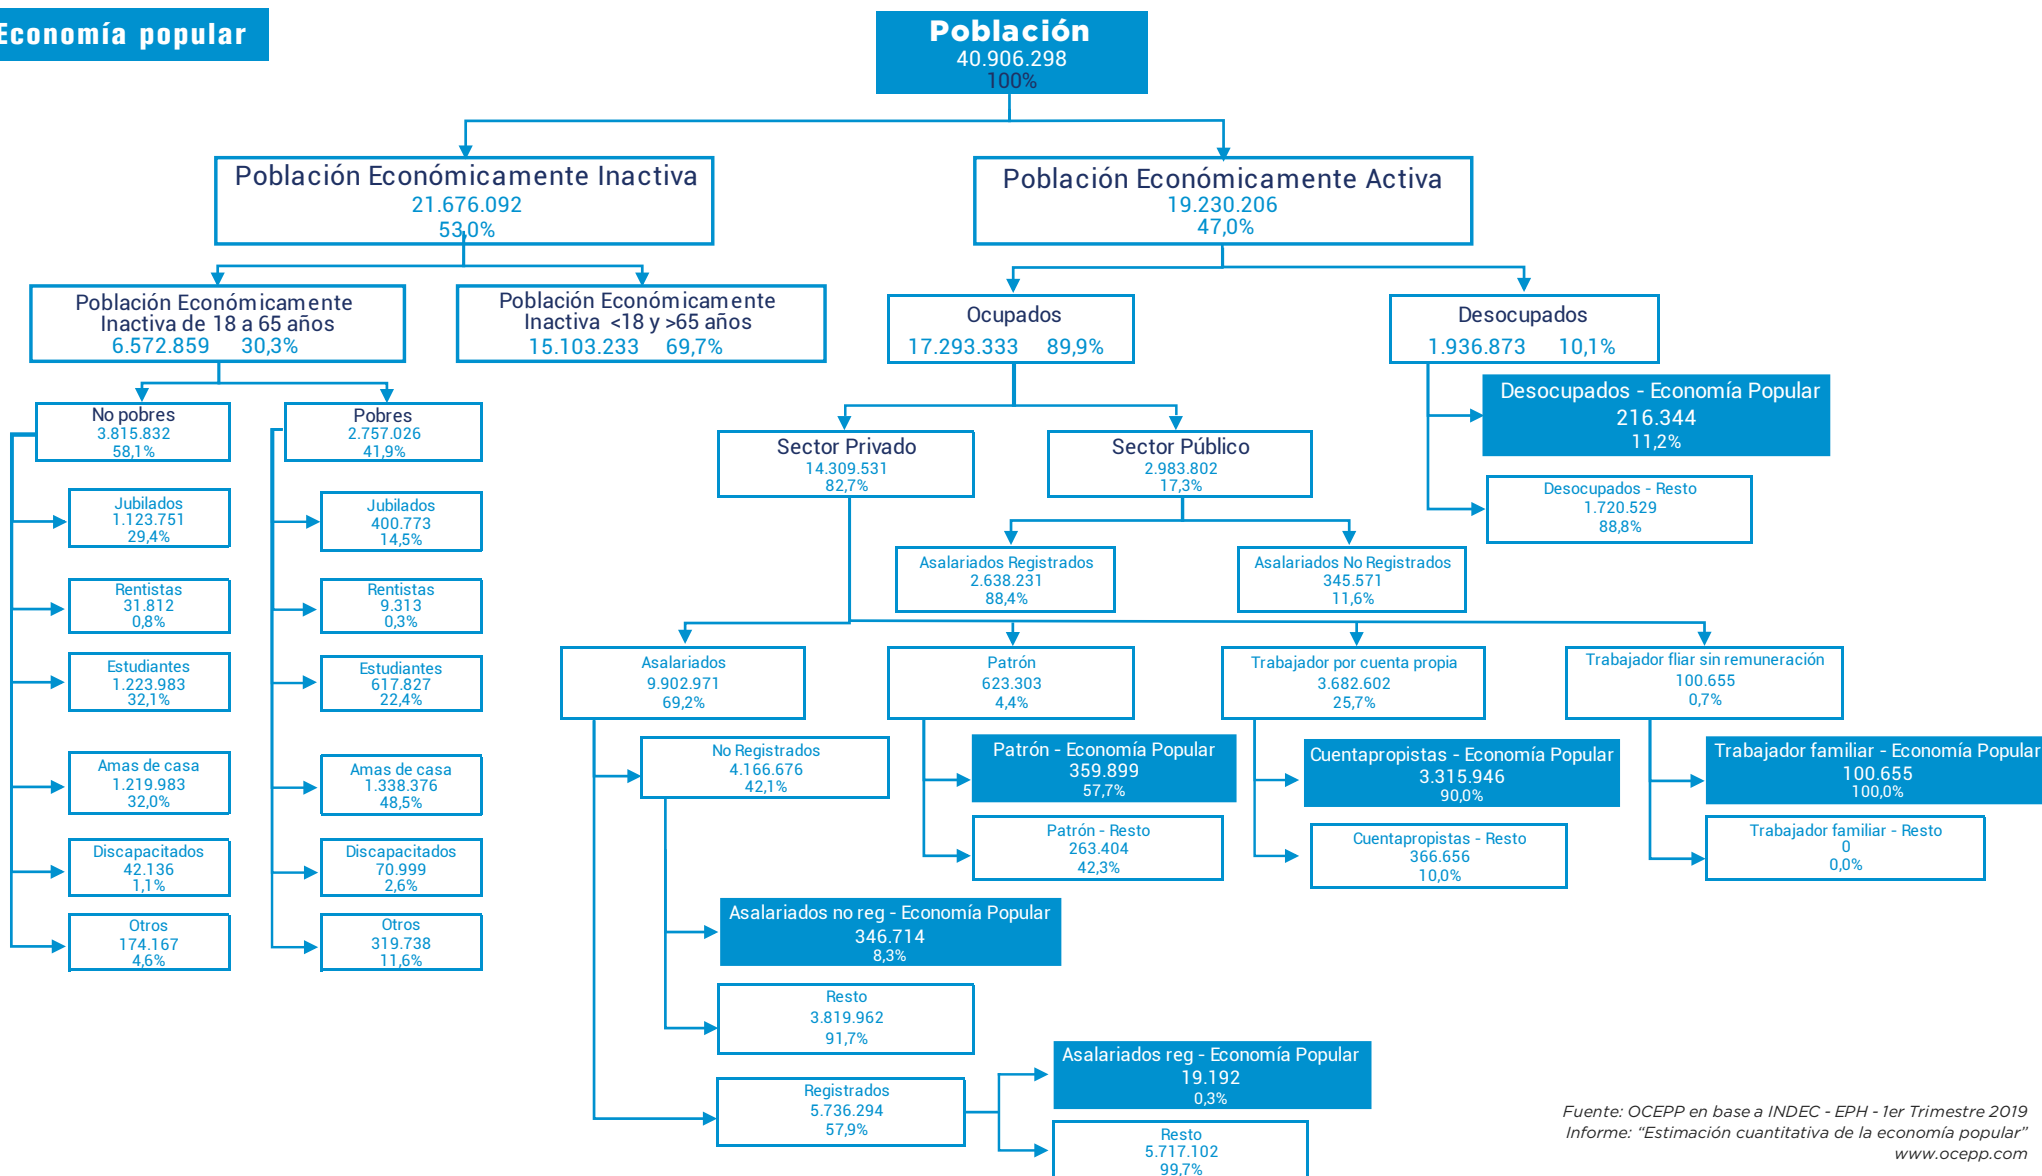 Economía popular
Población
40.906.298
100%
Población Económicamente Inactiva
21.676.092
53,0%
Población Económicamente Activa
19.230.206
47,0%
Población Económicamente
Inactiva de 18 a 65 años
6.572.859 30,3%
Población Económicamente
Inactiva <18 y >65 años
15.103.233 69,7%
Ocupados
17.293.333 89,9%
Desocupados
1.936.873 10,1%
Desocupados - Economía Popular
216.344
11,2%
Desocupados - Resto
1.720.529
88,8%
No pobres
3.815.832
58,1%
Pobres
2.757.026
41,9%
Sector Privado
14.309.531
82,7%
Sector Público
2.983.802
17,3%
Jubilados
1.123.751
29,4%
Rentistas
31.812
0,8%
Estudiantes
1.223.983
32,1%
Amas de casa
1.219.983
32,0%
Discapacitados
42.136
1,1%
Otros
174.167
4,6%
Jubilados
400.773
14,5%
Rentistas
9.313
0,3%
Estudiantes
617.827
22,4%
Amas de casa
1.338.376
48,5%
Discapacitados
70.999
2,6%
Otros
319.738
11,6%
Asalariados Registrados
2.638.231
88,4%
Asalariados No Registrados
345.571
11,6%
Asalariados
9.902.971
69,2%
Patrón
623.303
4,4%
Trabajador por cuenta propia
3.682.602
25,7%
Trabajador fliar sin remuneración
100.655
0,7%
No Registrados
4.166.676
42,1%
Patrón - Economía Popular
359.899
57,7%
Patrón - Resto
263.404
42,3%
Cuentapropistas - Economía Popular
3.315.946
90,0%
Cuentapropistas - Resto
366.656
10,0%
Trabajador familiar - Economía Popular
100.655
100,0%
Trabajador familiar - Resto
0
0,0%
Asalariados no reg - Economía Popular
346.714
8,3%
Resto
3.819.962
91,7%
Registrados
5.736.294
57,9%
Asalariados reg - Economía Popular
19.192
0,3%
Resto
5.717.102
99,7%
Fuente: OCEPP en base a INDEC - EPH - 1er Trimestre 2019
Informe: “Estimación cuantitativa de la economía popular”
www.ocepp.com